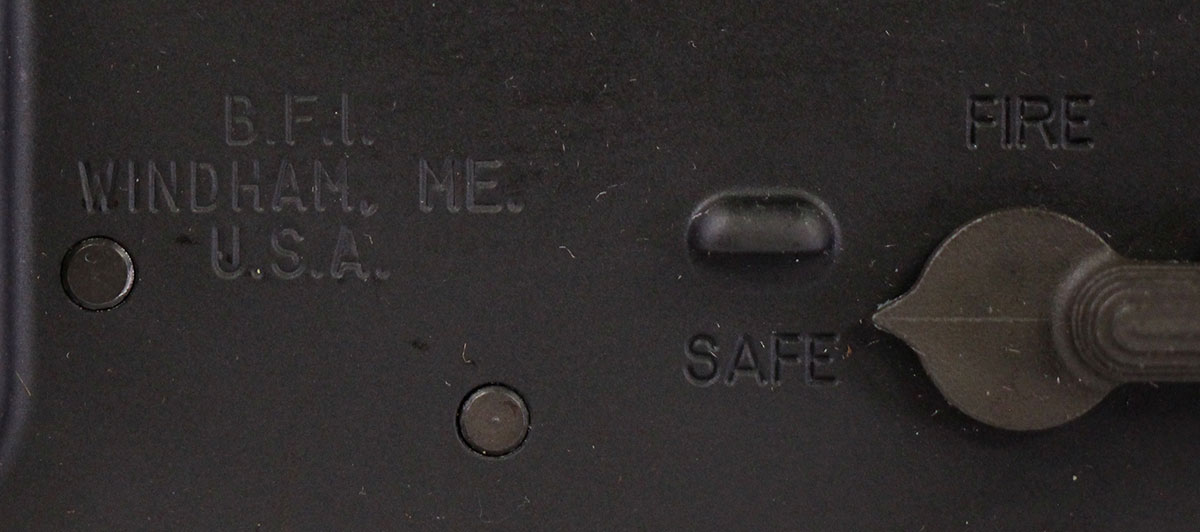 B.F.I.
WINDHAM, ME.
U.S.A.
FIRE
SAFE